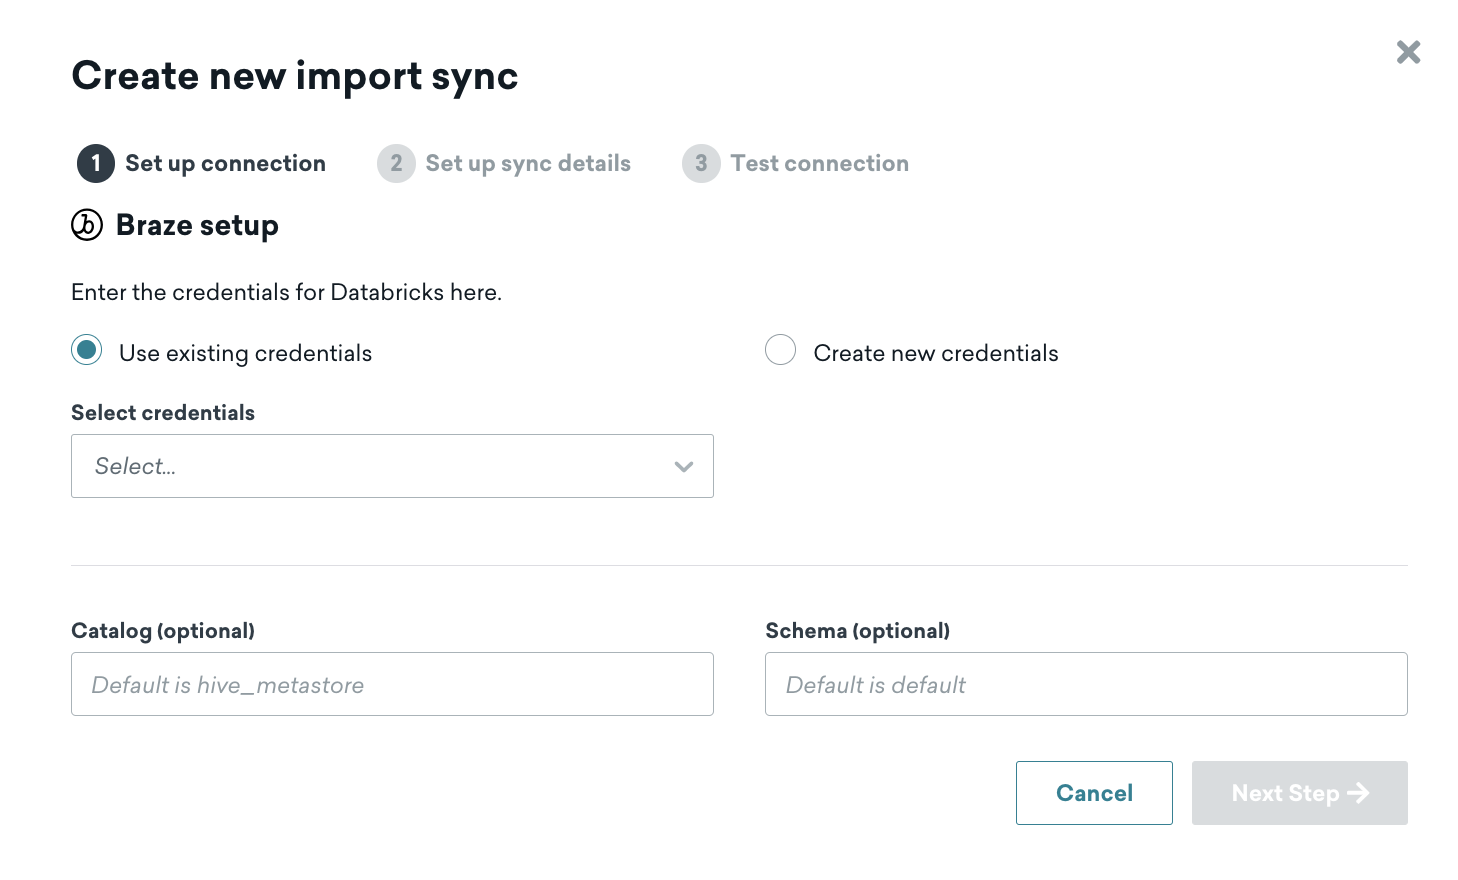 Create new import sync
1 Set up connection 2 Set up sync details 3 Test connection
Braze setup
Enter the credentials for Databricks here.
Use existing credentials Create new credentials
Select credentials
Select...
Catalog (optional) Schema (optional)
Default is hive_metastore Default is default
Cancel Next Step →